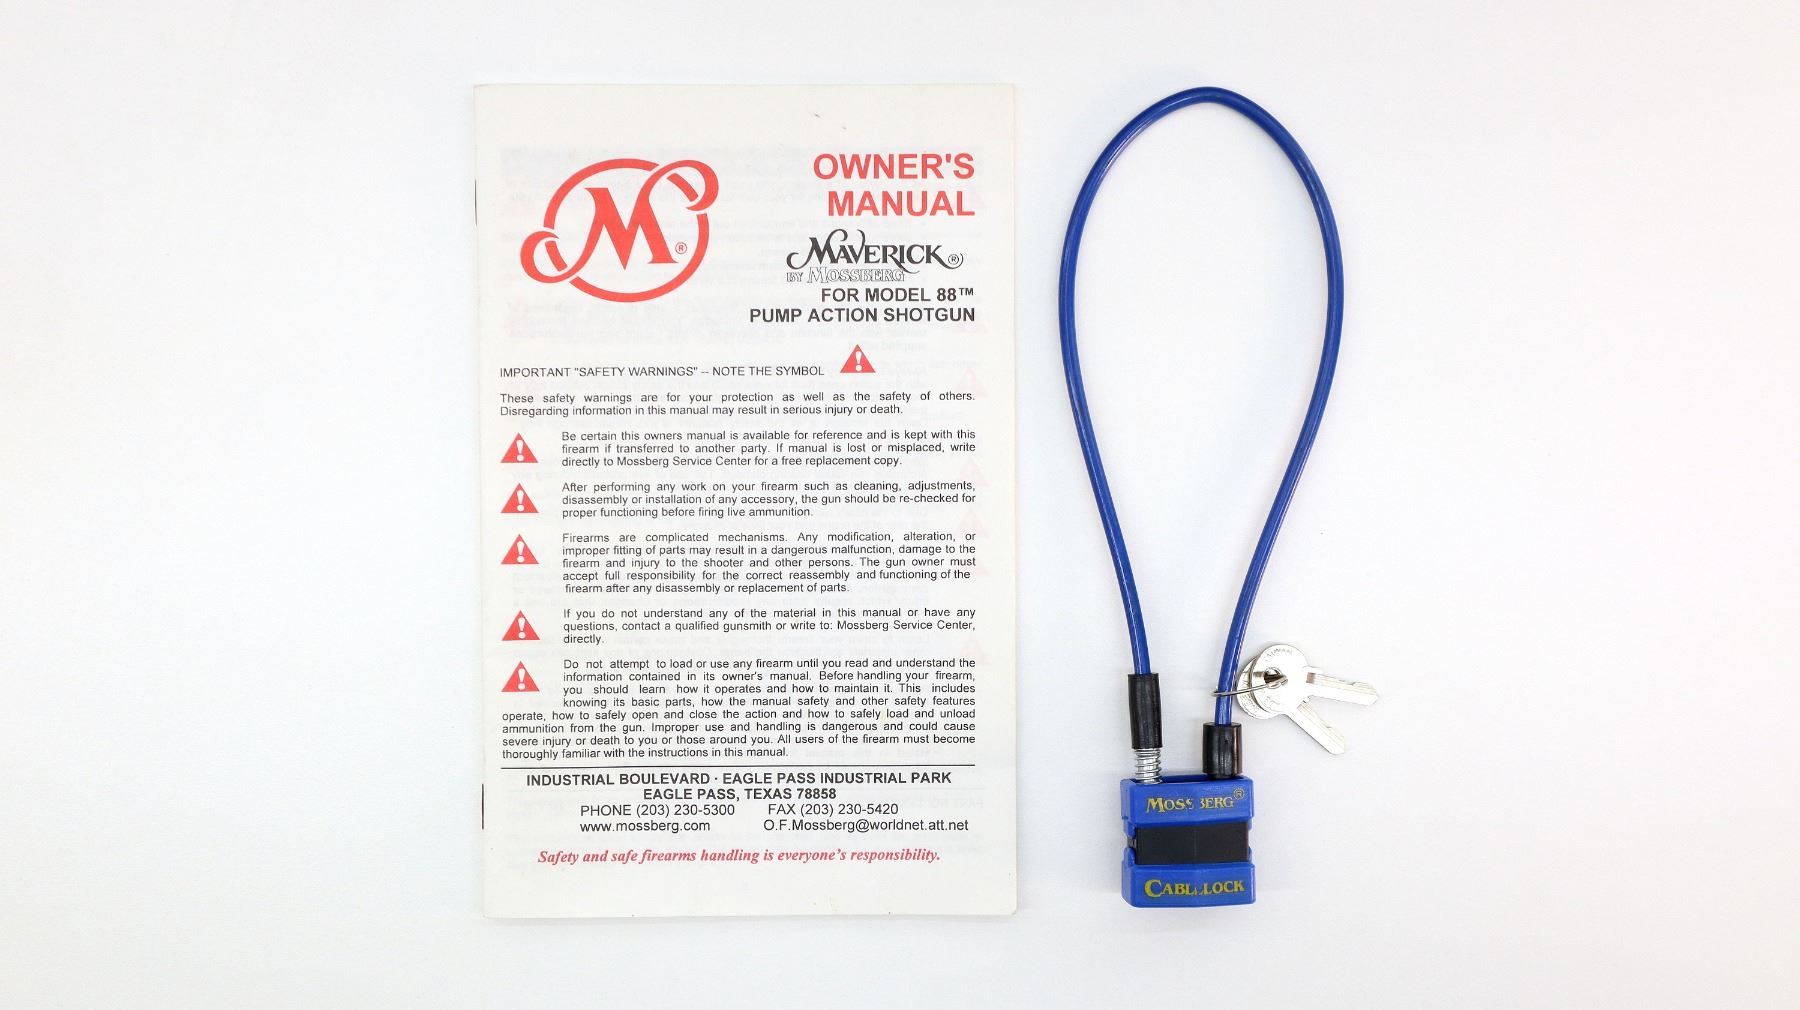 M®
OWNER'S
MANUAL
MAVERICK®
BY MOSSBERG
FOR MODEL 88™
PUMP ACTION SHOTGUN
IMPORTANT "SAFETY WARNINGS" -- NOTE THE SYMBOL
These safety warnings are for your protection as well as the safety of others.
Disregarding information in this manual may result in serious injury or death.
Be certain this owners manual is available for reference and is kept with this
firearm if transferred to another party. If manual is lost or misplaced, write
directly to Mossberg Service Center for a free replacement copy.
After performing any work on your firearm such as cleaning, adjustments,
disassembly or installation of any accessory, the gun should be re-checked for
proper functioning before firing live ammunition.
Firearms are complicated mechanisms. Any modification, alteration, or
improper fitting of parts may result in a dangerous malfunction, damage to the
firearm and injury to the shooter and other persons. The gun owner must
accept full responsibility for the correct reassembly and functioning of the
firearm after any disassembly or replacement of parts.
If you do not understand any of the material in this manual or have any
questions, contact a qualified gunsmith or write to: Mossberg Service Center,
directly.
Do not attempt to load or use any firearm until you read and understand the
information contained in its owner's manual. Before handling your firearm,
you should learn how it operates and how to maintain it. This includes
knowing its basic parts, how the manual safety and other safety features
operate, how to safely open and close the action and how to safely load and unload
ammunition from the gun. Improper use and handling is dangerous and could cause
severe injury or death to you or those around you. All users of the firearm must become
thoroughly familiar with the instructions in this manual.
INDUSTRIAL BOULEVARD · EAGLE PASS INDUSTRIAL PARK
EAGLE PASS, TEXAS 78858
PHONE (203) 230-5300 FAX (203) 230-5420
www.mossberg.com O.F.Mossberg@worldnet.att.net
Safety and safe firearms handling is everyone's responsibility.
MOSSBERG®
CABLELOCK